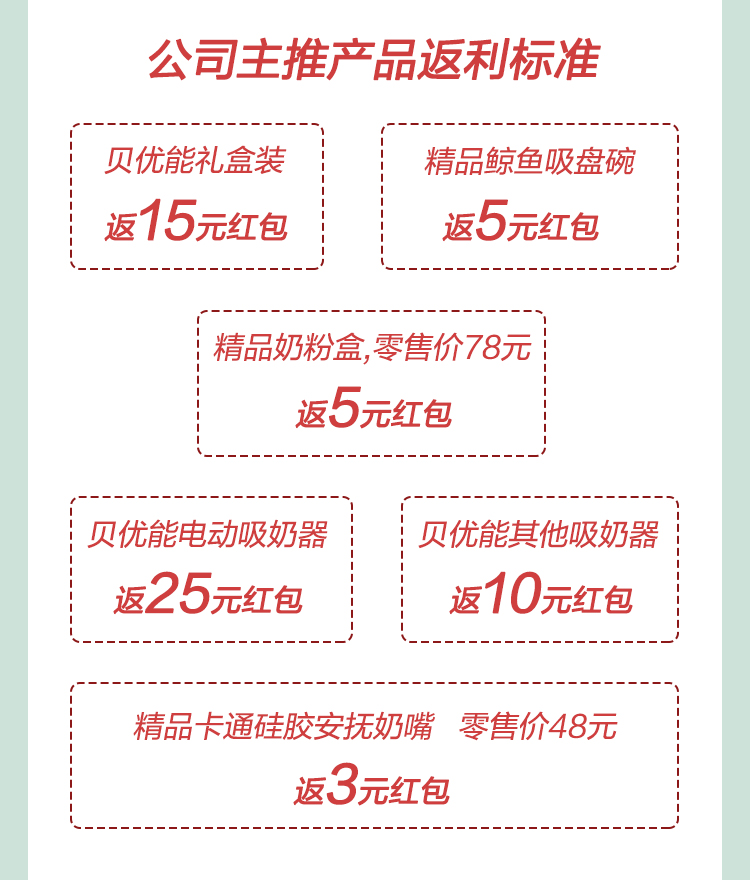 公司主推产品返利标准
贝优能礼盒装
返15元红包
精品鲸鱼吸盘碗
返5元红包
精品奶粉盒,零售价78元
返5元红包
贝优能电动吸奶器
返25元红包
贝优能其他吸奶器
返10元红包
精品卡通硅胶安抚奶嘴 零售价48元
返3元红包